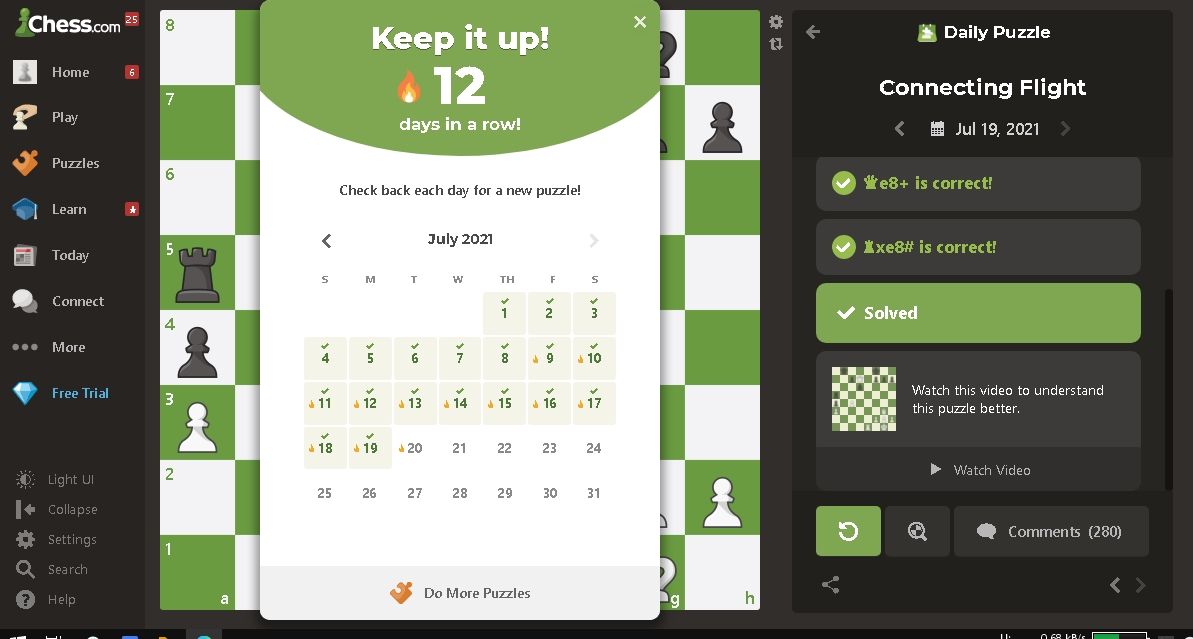 Chess.com 25
Home 6
Play
Puzzles
Learn
Today
Connect
More
Free Trial
Light UI
Collapse
Settings
Search
Help
8
7
6
5
4
3
2
1
a
g
h
Keep it up!
12
days in a row!
Check back each day for a new puzzle!
July 2021
S M T W TH F S
1 2 3
4 5 6 7 8 9 10
11 12 13 14 15 16 17
18 19 20 21 22 23 24
25 26 27 28 29 30 31
Do More Puzzles
Daily Puzzle
Connecting Flight
Jul 19, 2021
♛e8+ is correct!
♜xe8# is correct!
Solved
Watch this video to understand
this puzzle better.
Watch Video
Comments (280)
0.68 kB/s